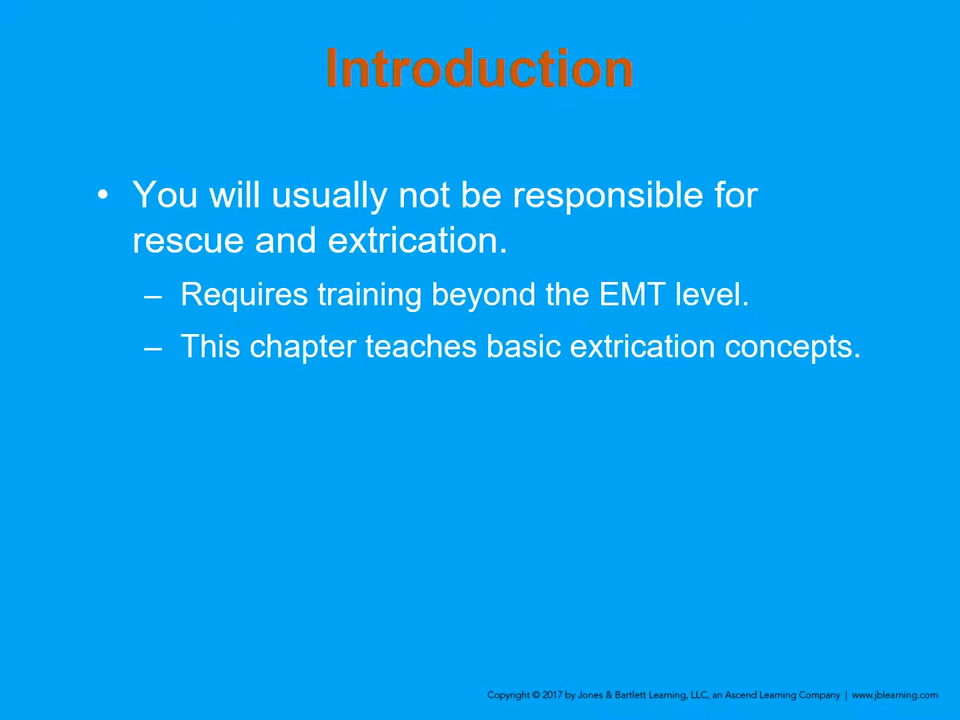 Introduction
• You will usually not be responsible for
rescue and extrication.
– Requires training beyond the EMT level.
– This chapter teaches basic extrication concepts.
Copyright © 2017 by Jones & Bartlett Learning, LLC, an Ascend Learning Company | www.jblearning.com